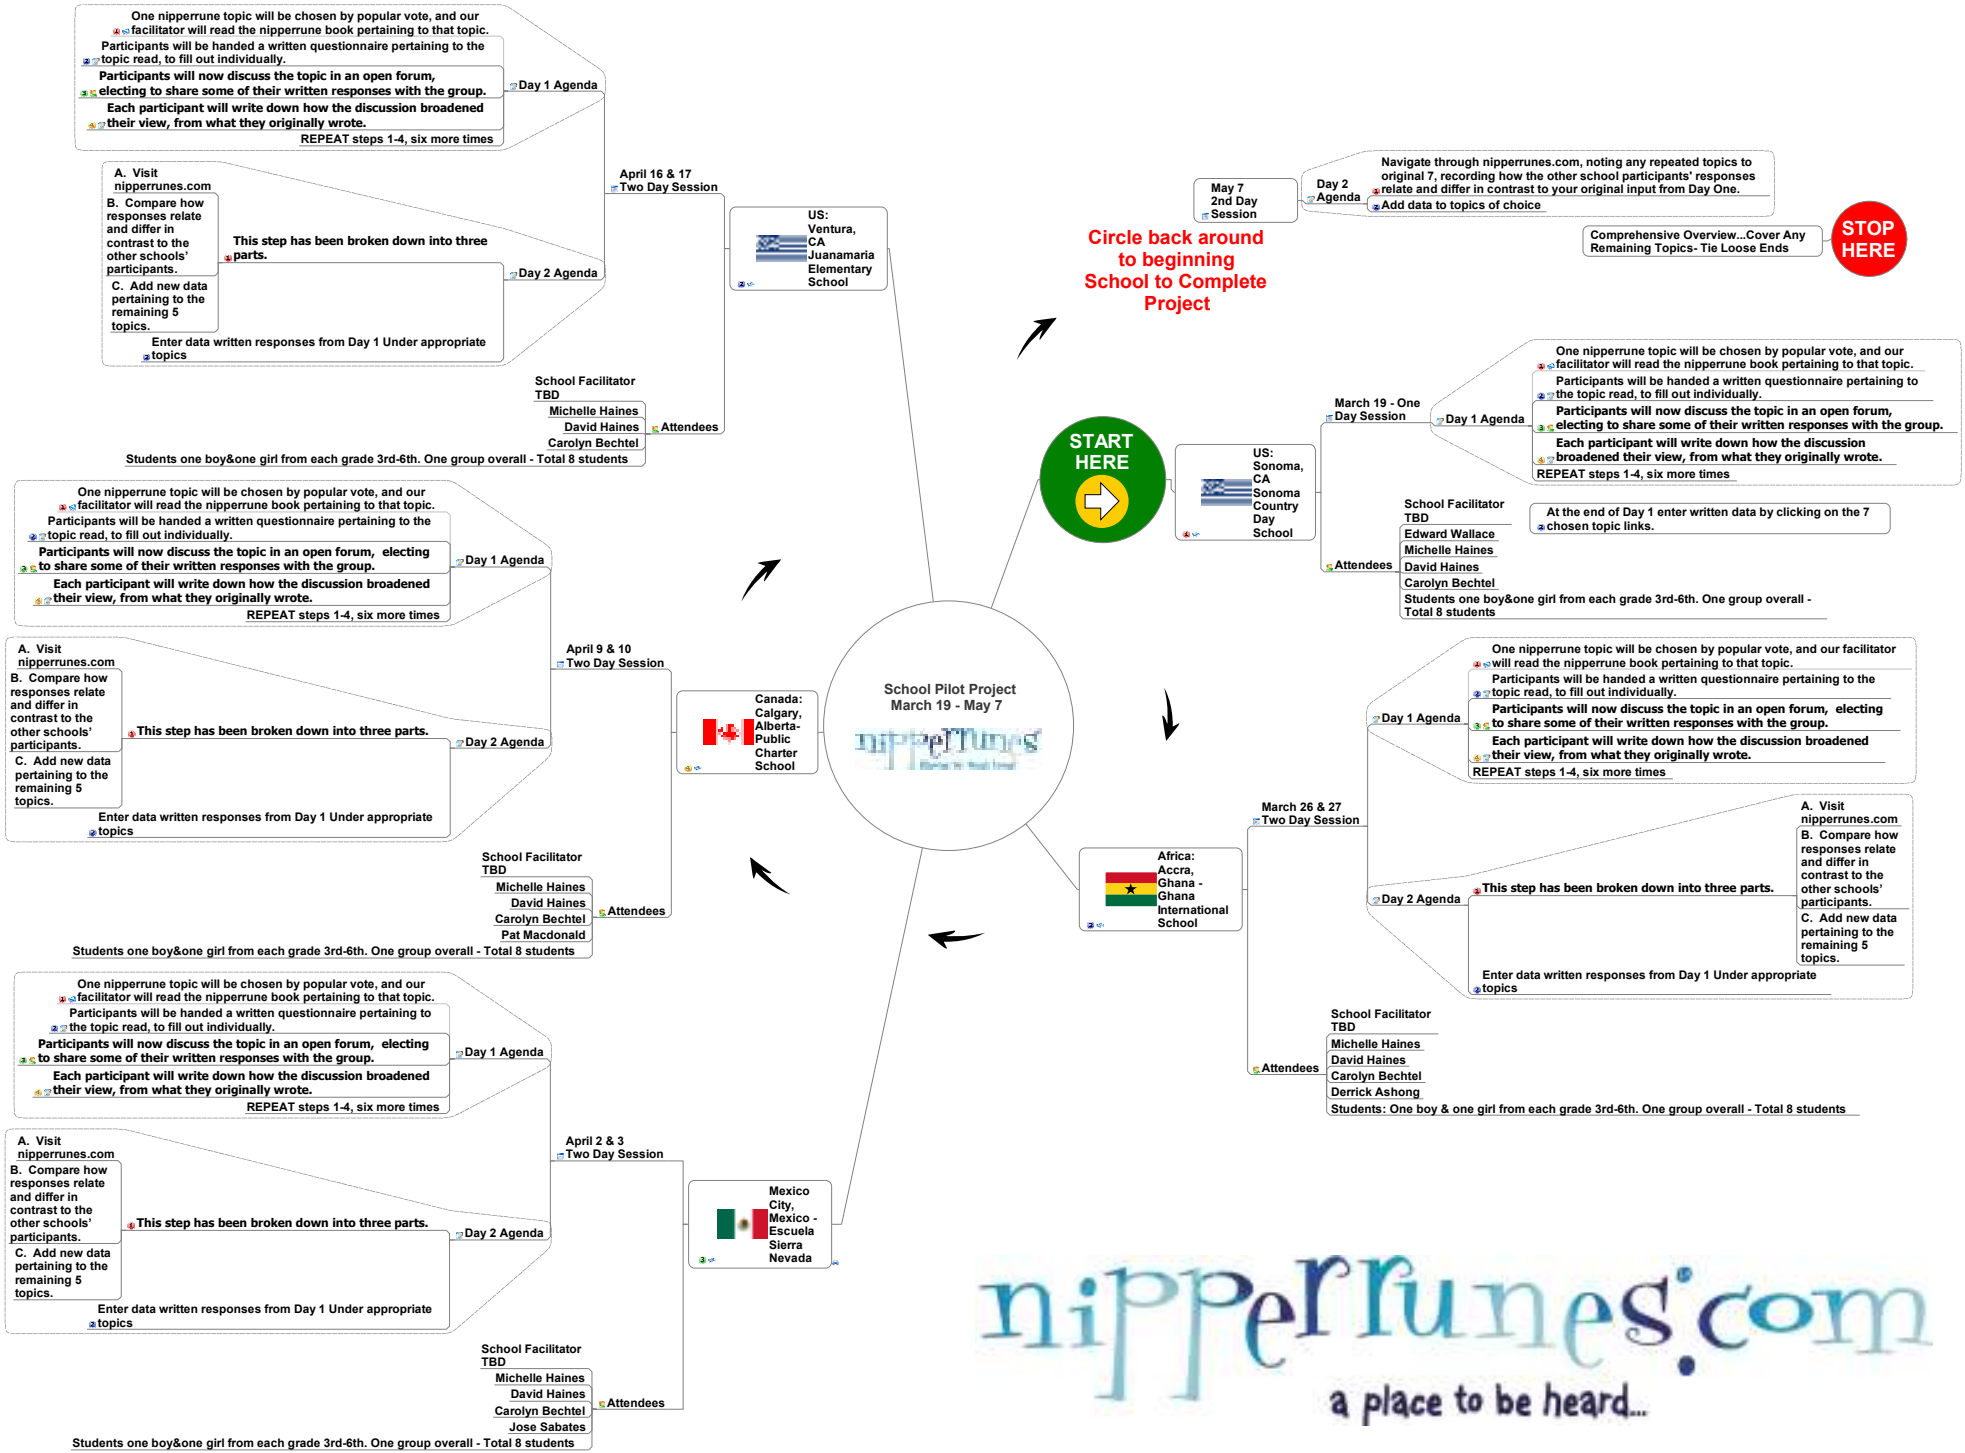 School Pilot Project
March 19 - May 7
nipperrunes
START
HERE
US:
Sonoma,
CA
Sonoma
Country
Day
School
March 19 - One
Day Session
Day 1 Agenda
One nipperrune topic will be chosen by popular vote, and our
facilitator will read the nipperrune book pertaining to that topic.
Participants will be handed a written questionnaire pertaining to
the topic read, to fill out individually.
Participants will now discuss the topic in an open forum,
electing to share some of their written responses with the group.
Each participant will write down how the discussion
broadened their view, from what they originally wrote.
REPEAT steps 1-4, six more times
At the end of Day 1 enter written data by clicking on the 7
chosen topic links.
Attendees
School Facilitator
TBD
Edward Wallace
Michelle Haines
David Haines
Carolyn Bechtel
Students one boy&one girl from each grade 3rd-6th. One group overall -
Total 8 students
Africa:
Accra,
Ghana -
Ghana
International
School
March 26 & 27
Two Day Session
Day 1 Agenda
One nipperrune topic will be chosen by popular vote, and our facilitator
will read the nipperrune book pertaining to that topic.
Participants will be handed a written questionnaire pertaining to the
topic read, to fill out individually.
Participants will now discuss the topic in an open forum,  electing
to share some of their written responses with the group.
Each participant will write down how the discussion broadened
their view, from what they originally wrote.
REPEAT steps 1-4, six more times
Day 2 Agenda
This step has been broken down into three parts.
A.  Visit
nipperrunes.com
B.  Compare how
responses relate
and differ in
contrast to the
other schools'
participants.
C.  Add new data
pertaining to the
remaining 5
topics.
Enter data written responses from Day 1 Under appropriate
topics
Attendees
School Facilitator
TBD
Michelle Haines
David Haines
Carolyn Bechtel
Derrick Ashong
Students: One boy & one girl from each grade 3rd-6th. One group overall - Total 8 students
Mexico
City,
Mexico -
Escuela
Sierra
Nevada
April 2 & 3
Two Day Session
Day 1 Agenda
One nipperrune topic will be chosen by popular vote, and our
facilitator will read the nipperrune book pertaining to that topic.
Participants will be handed a written questionnaire pertaining to
the topic read, to fill out individually.
Participants will now discuss the topic in an open forum,  electing
to share some of their written responses with the group.
Each participant will write down how the discussion broadened
their view, from what they originally wrote.
REPEAT steps 1-4, six more times
Day 2 Agenda
This step has been broken down into three parts.
A.  Visit
nipperrunes.com
B.  Compare how
responses relate
and differ in
contrast to the
other schools'
participants.
C.  Add new data
pertaining to the
remaining 5
topics.
Enter data written responses from Day 1 Under appropriate
topics
Attendees
School Facilitator
TBD
Michelle Haines
David Haines
Carolyn Bechtel
Jose Sabates
Students one boy&one girl from each grade 3rd-6th. One group overall - Total 8 students
Canada:
Calgary,
Alberta-
Public
Charter
School
April 9 & 10
Two Day Session
Day 1 Agenda
One nipperrune topic will be chosen by popular vote, and our
facilitator will read the nipperrune book pertaining to that topic.
Participants will be handed a written questionnaire pertaining to the
topic read, to fill out individually.
Participants will now discuss the topic in an open forum,  electing
to share some of their written responses with the group.
Each participant will write down how the discussion broadened
their view, from what they originally wrote.
REPEAT steps 1-4, six more times
Day 2 Agenda
This step has been broken down into three parts.
A.  Visit
nipperrunes.com
B.  Compare how
responses relate
and differ in
contrast to the
other schools'
participants.
C.  Add new data
pertaining to the
remaining 5
topics.
Enter data written responses from Day 1 Under appropriate
topics
Attendees
School Facilitator
TBD
Michelle Haines
David Haines
Carolyn Bechtel
Pat Macdonald
Students one boy&one girl from each grade 3rd-6th. One group overall - Total 8 students
US:
Ventura,
CA
Juanamaria
Elementary
School
April 16 & 17
Two Day Session
Day 1 Agenda
One nipperrune topic will be chosen by popular vote, and our
facilitator will read the nipperrune book pertaining to that topic.
Participants will be handed a written questionnaire pertaining to the
topic read, to fill out individually.
Participants will now discuss the topic in an open forum,
electing to share some of their written responses with the group.
Each participant will write down how the discussion broadened
their view, from what they originally wrote.
REPEAT steps 1-4, six more times
Day 2 Agenda
This step has been broken down into three
parts.
A.  Visit
nipperrunes.com
B.  Compare how
responses relate
and differ in
contrast to the
other schools'
participants.
C.  Add new data
pertaining to the
remaining 5
topics.
Enter data written responses from Day 1 Under appropriate
topics
Attendees
School Facilitator
TBD
Michelle Haines
David Haines
Carolyn Bechtel
Students one boy&one girl from each grade 3rd-6th. One group overall - Total 8 students
Circle back around
to beginning
School to Complete
Project
May 7
2nd Day
Session
Day 2
Agenda
Navigate through nipperrunes.com, noting any repeated topics to
original 7, recording how the other school participants' responses
relate and differ in contrast to your original input from Day One.
Add data to topics of choice
Comprehensive Overview...Cover Any
Remaining Topics- Tie Loose Ends
STOP
HERE
nipperrunes.com
a place to be heard...